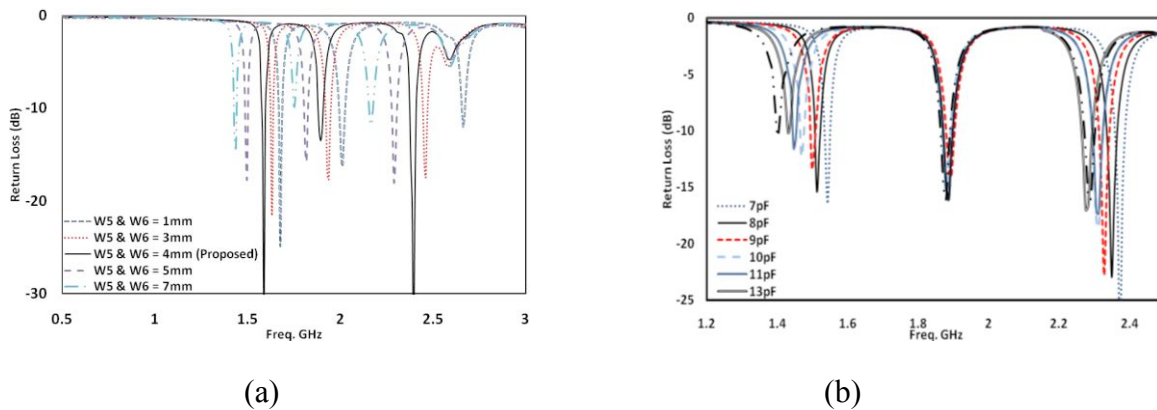 0
-10
-20
-30
Return Loss (dB)
W5 & W6 = 1mm
W5 & W6 = 3mm
W5 & W6 = 4mm (Proposed)
W5 & W6 = 5mm
W5 & W6 = 7mm
0.5 1 1.5 2 2.5 3
Freq. GHz
(a)
0
-5
-10
-15
-20
-25
Return Loss (dB)
7pF
8pF
9pF
10pF
11pF
13pF
1.2 1.4 1.6 1.8 2 2.2 2.4
Freq. GHz
(b)